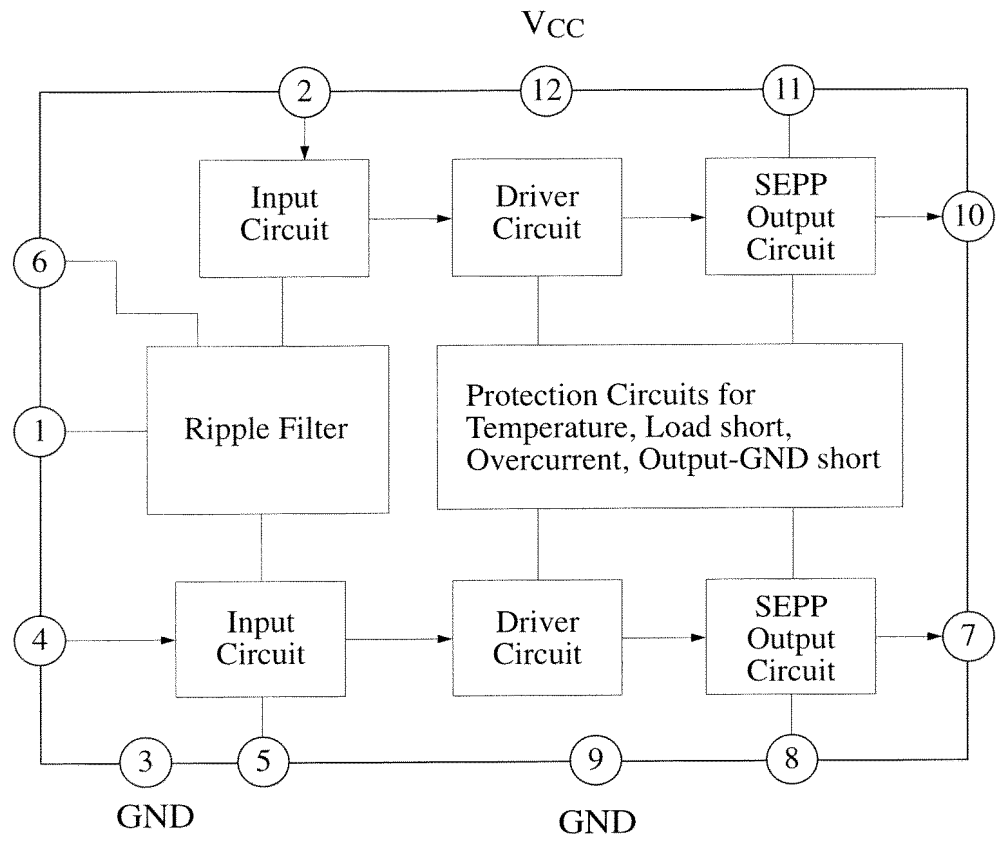 VCC
2
12
11
Input
Circuit
Driver
Circuit
SEPP
Output
Circuit
10
6
1
Ripple Filter
Protection Circuits for
Temperature, Load short,
Overcurrent, Output-GND short
4
Input
Circuit
Driver
Circuit
SEPP
Output
Circuit
7
3
5
9
8
GND
GND